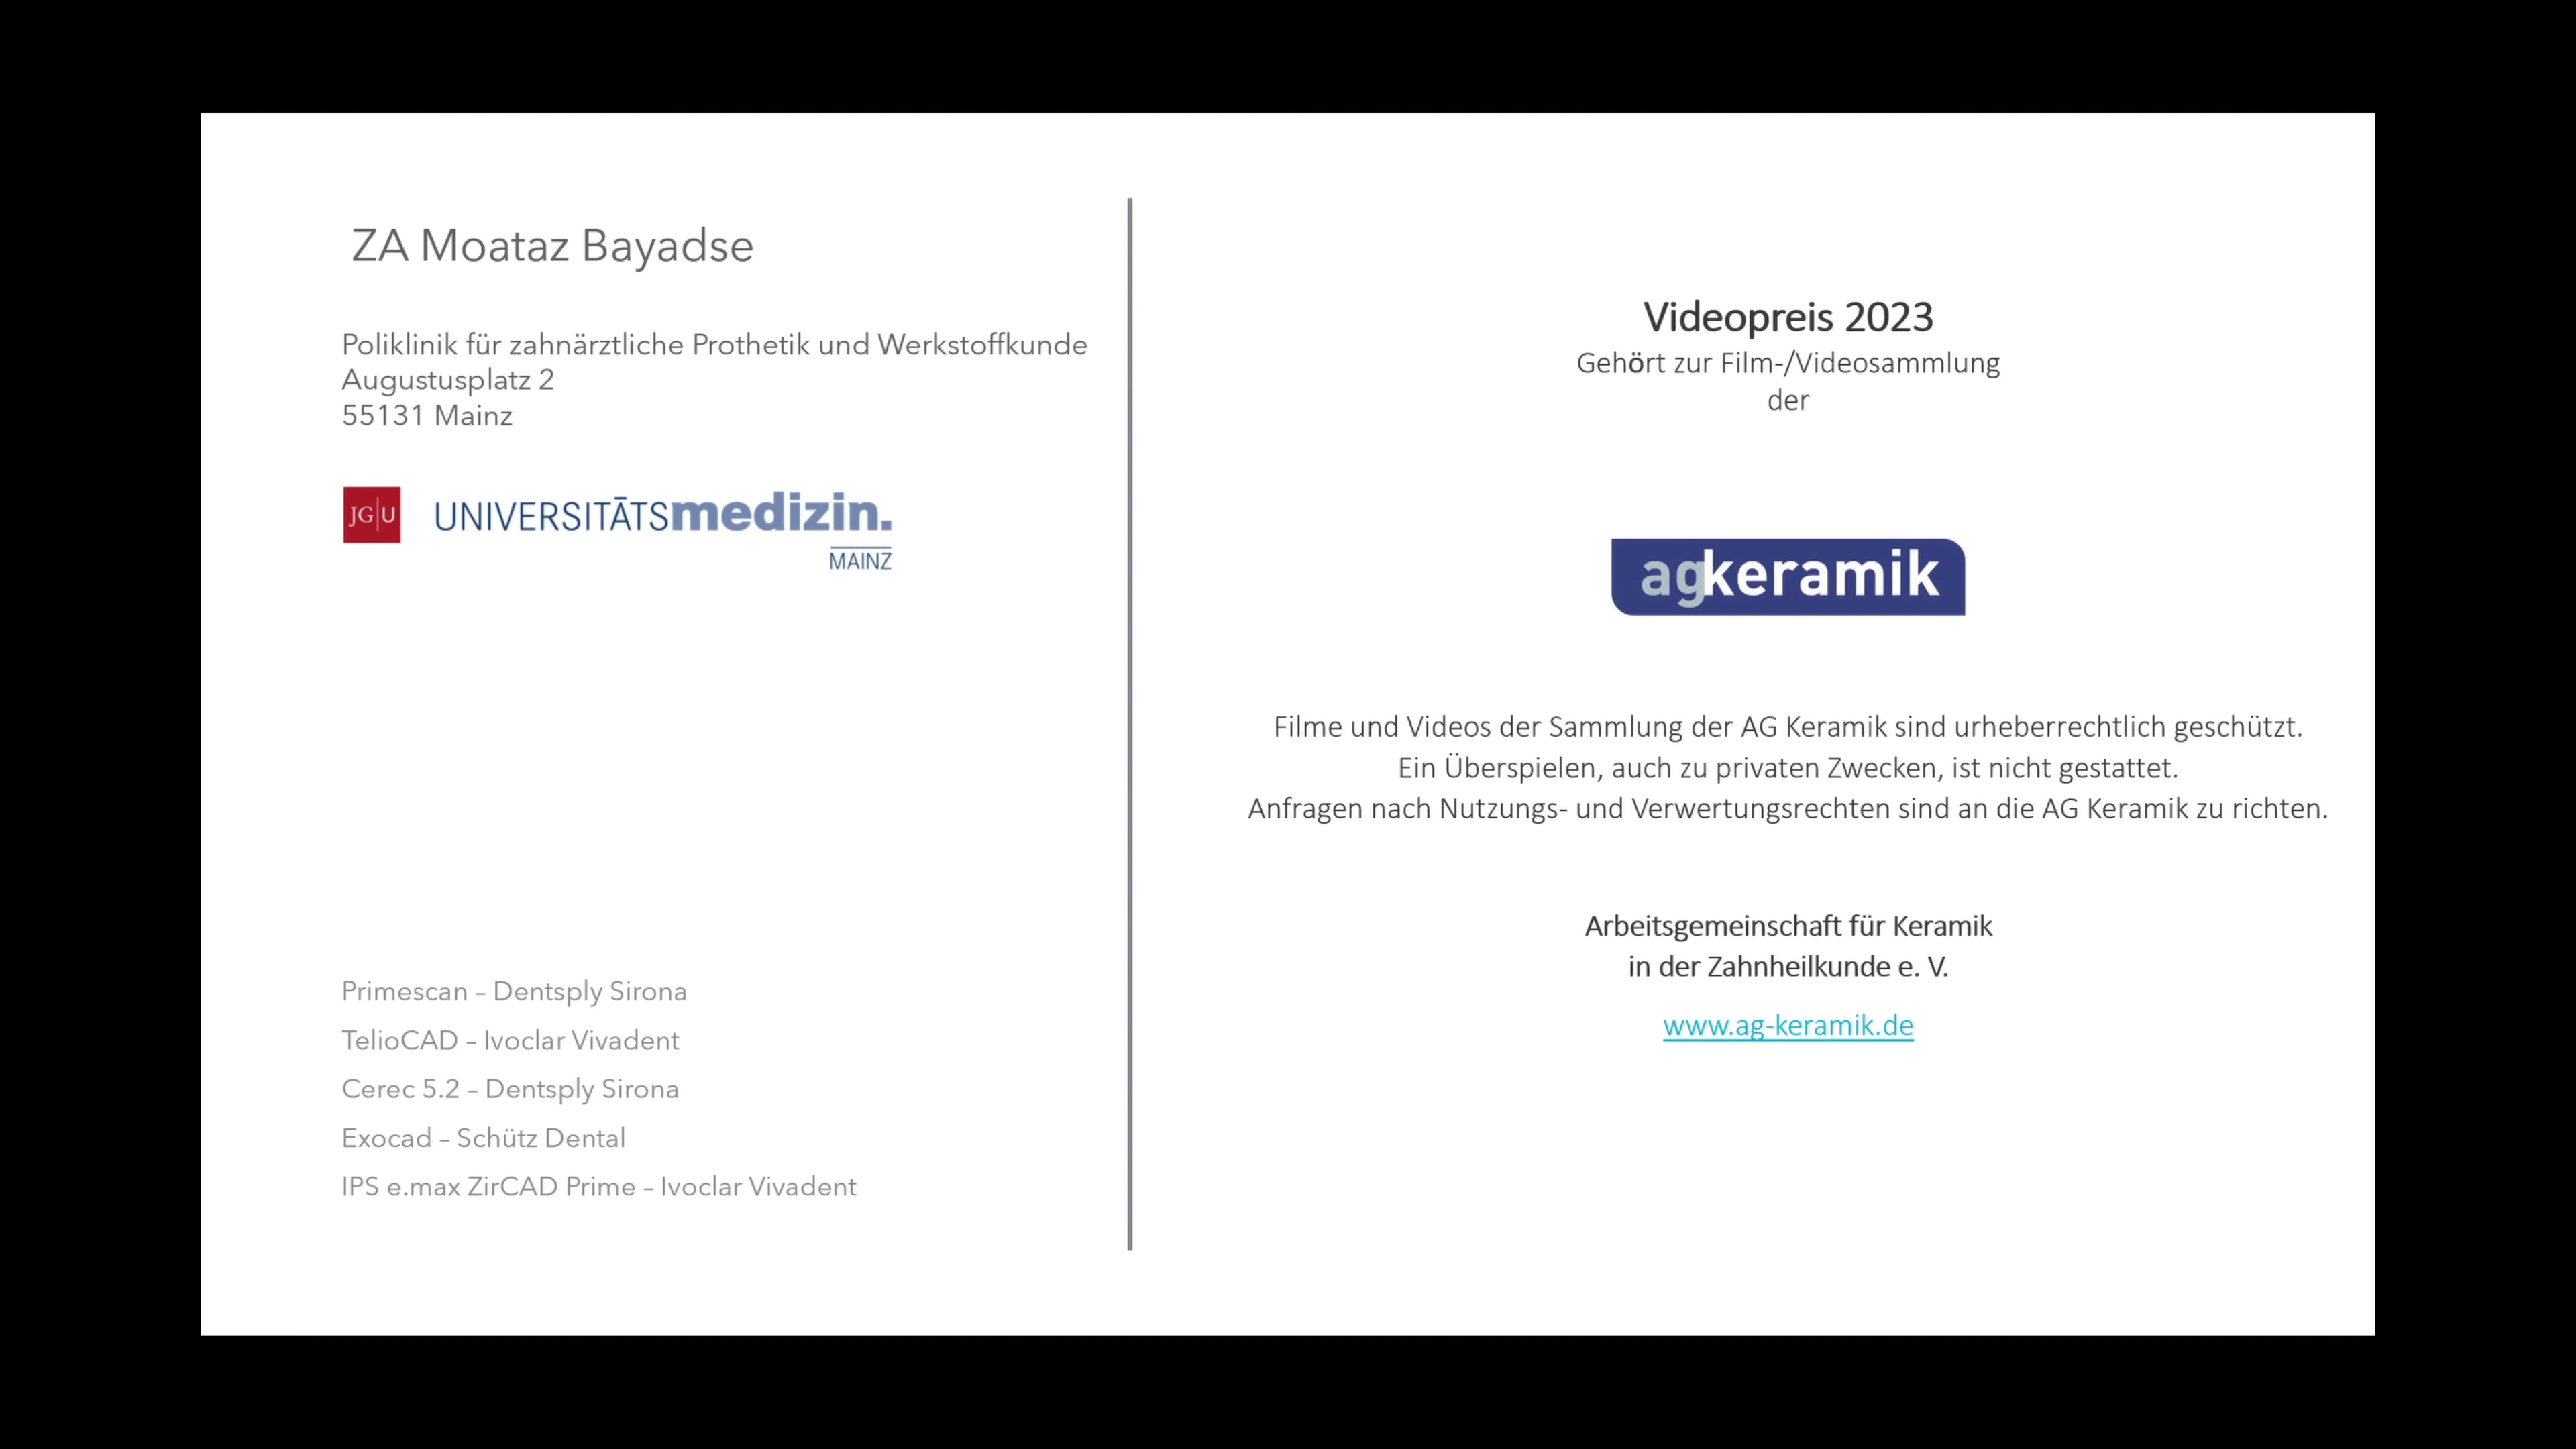 ZA Moataz Bayadse
Poliklinik für zahnärztliche Prothetik und Werkstoffkunde
Augustusplatz 2
55131 Mainz
JG|U UNIVERSITĀTSmedizin.
MAINZ
Primescan – Dentsply Sirona
TelioCAD – Ivoclar Vivadent
Cerec 5.2 – Dentsply Sirona
Exocad – Schütz Dental
IPS e.max ZirCAD Prime – Ivoclar Vivadent
Videopreis 2023
Gehört zur Film-/Videosammlung
der
agkeramik
Filme und Videos der Sammlung der AG Keramik sind urheberrechtlich geschützt.
Ein Überspielen, auch zu privaten Zwecken, ist nicht gestattet.
Anfragen nach Nutzungs- und Verwertungsrechten sind an die AG Keramik zu richten.
Arbeitsgemeinschaft für Keramik
in der Zahnheilkunde e. V.
www.ag-keramik.de